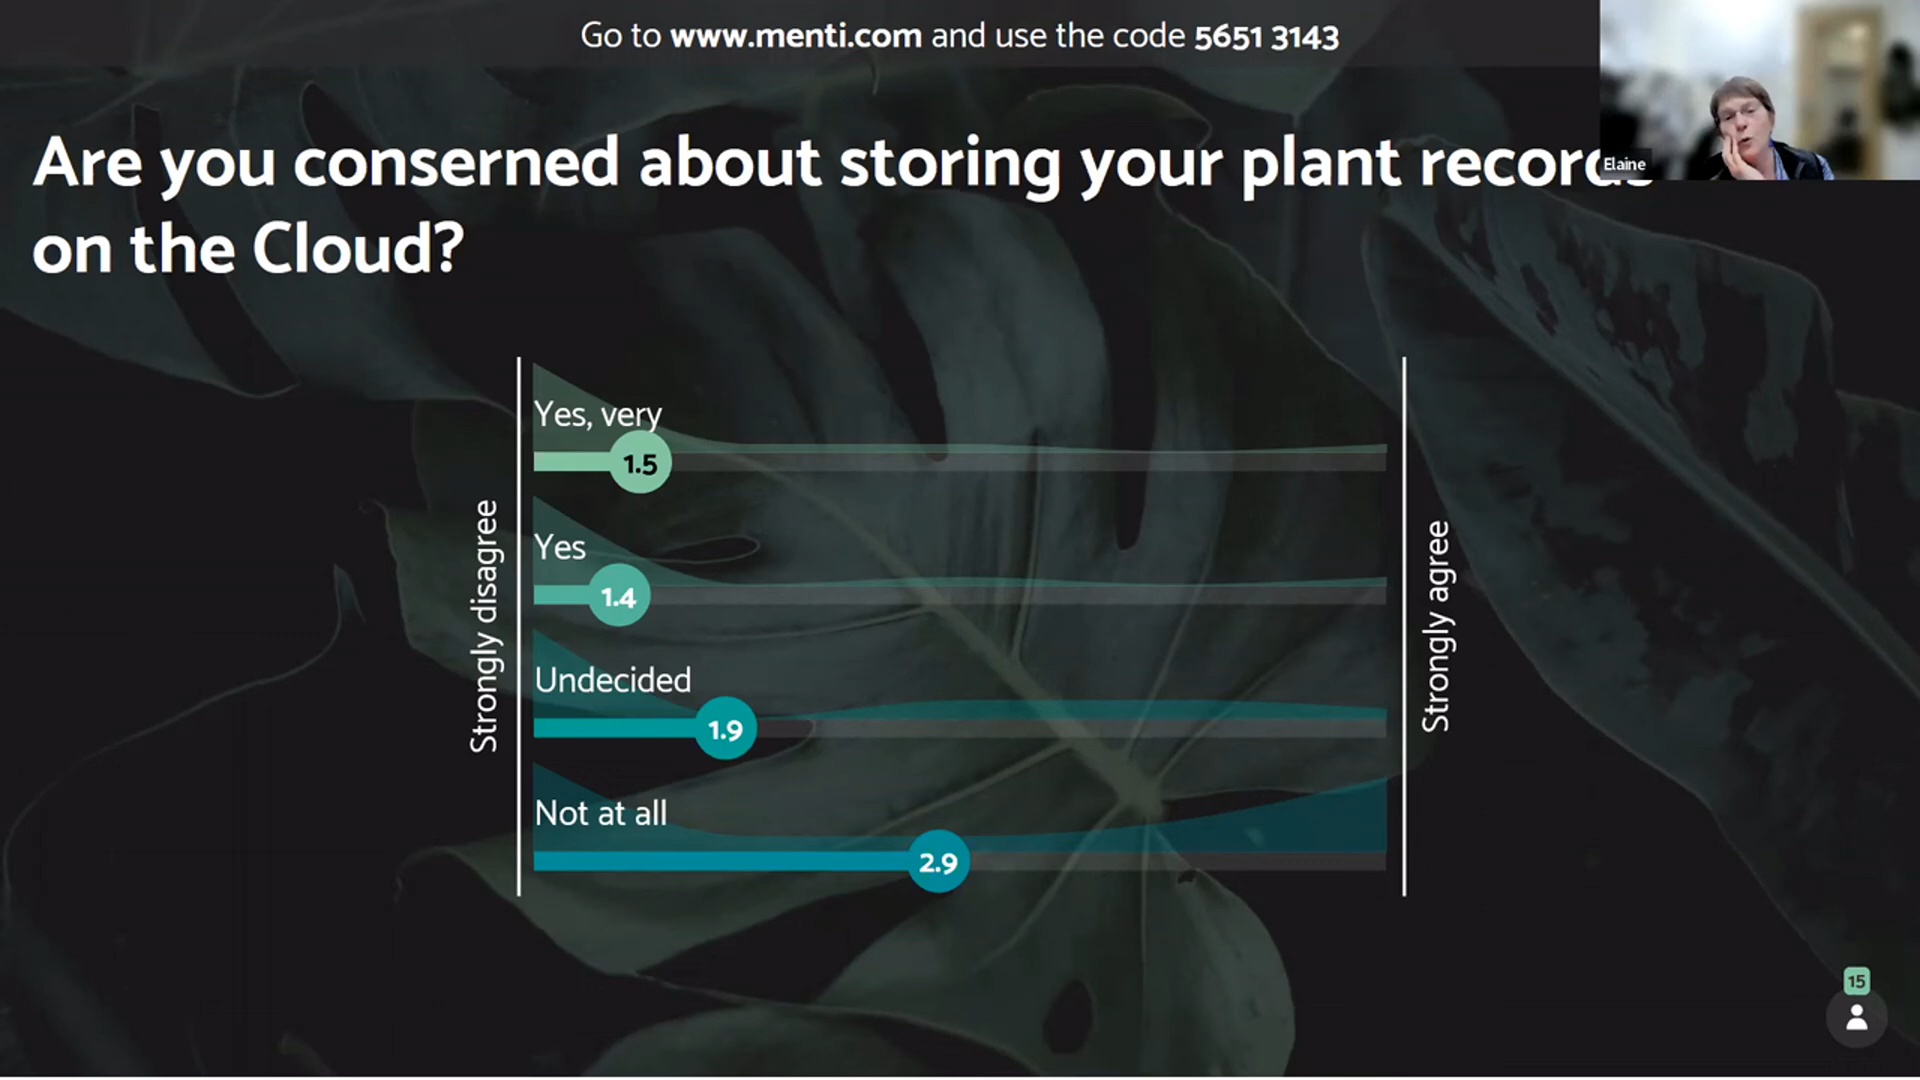 Go to www.menti.com and use the code 5651 3143
Elaine
Are you conserned about storing your plant records
on the Cloud?
Strongly disagree
Strongly agree
Yes, very
1.5
Yes
1.4
Undecided
1.9
Not at all
2.9
15